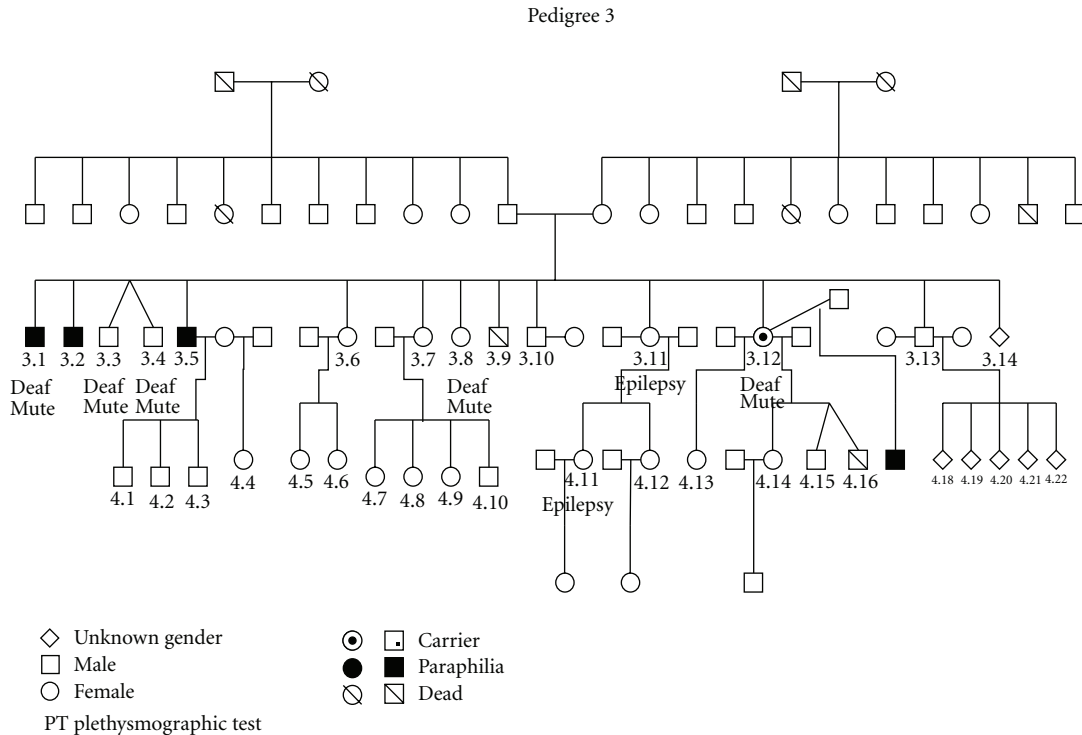 Pedigree 3
3.1 3.2 3.3 3.4 3.5 3.6 3.7 3.8 3.9 3.10 3.11 3.12 3.13 3.14
Deaf Deaf Deaf Deaf Epilepsy Deaf
Mute Mute Mute Mute Mute
4.1 4.2 4.3 4.4 4.5 4.6 4.7 4.8 4.9 4.10 4.11 4.12 4.13 4.14 4.15 4.16 4.18 4.19 4.20 4.21 4.22
Epilepsy
Unknown gender
Male
Female
PT plethysmographic test
Carrier
Paraphilia
Dead